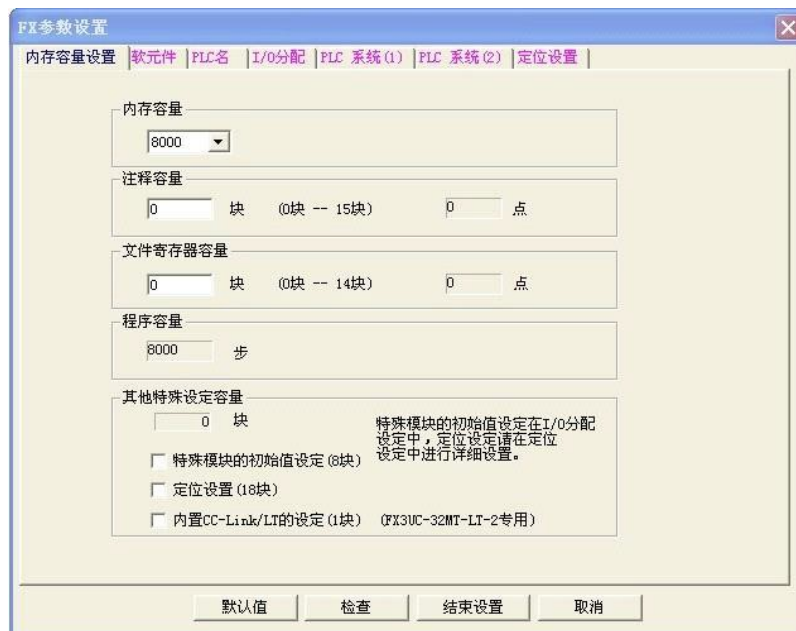 FX参数设置
内存容量设置 软元件 PLC名 I/O分配 PLC 系统(1) PLC 系统(2) 定位设置
内存容量
8000
注释容量
0 块 (0块 -- 15块) 0 点
文件寄存器容量
0 块 (0块 -- 14块) 0 点
程序容量
8000 步
其他特殊设定容量
0 块
特殊模块的初始值设定在I/O分配
设定中，定位设定请在定位
设定中进行详细设置。
特殊模块的初始值设定(8块)
定位设置(18块)
内置CC-Link/LT的设定(1块) (FX3UC-32MT-LT-2专用)
默认值 检查 结束设置 取消